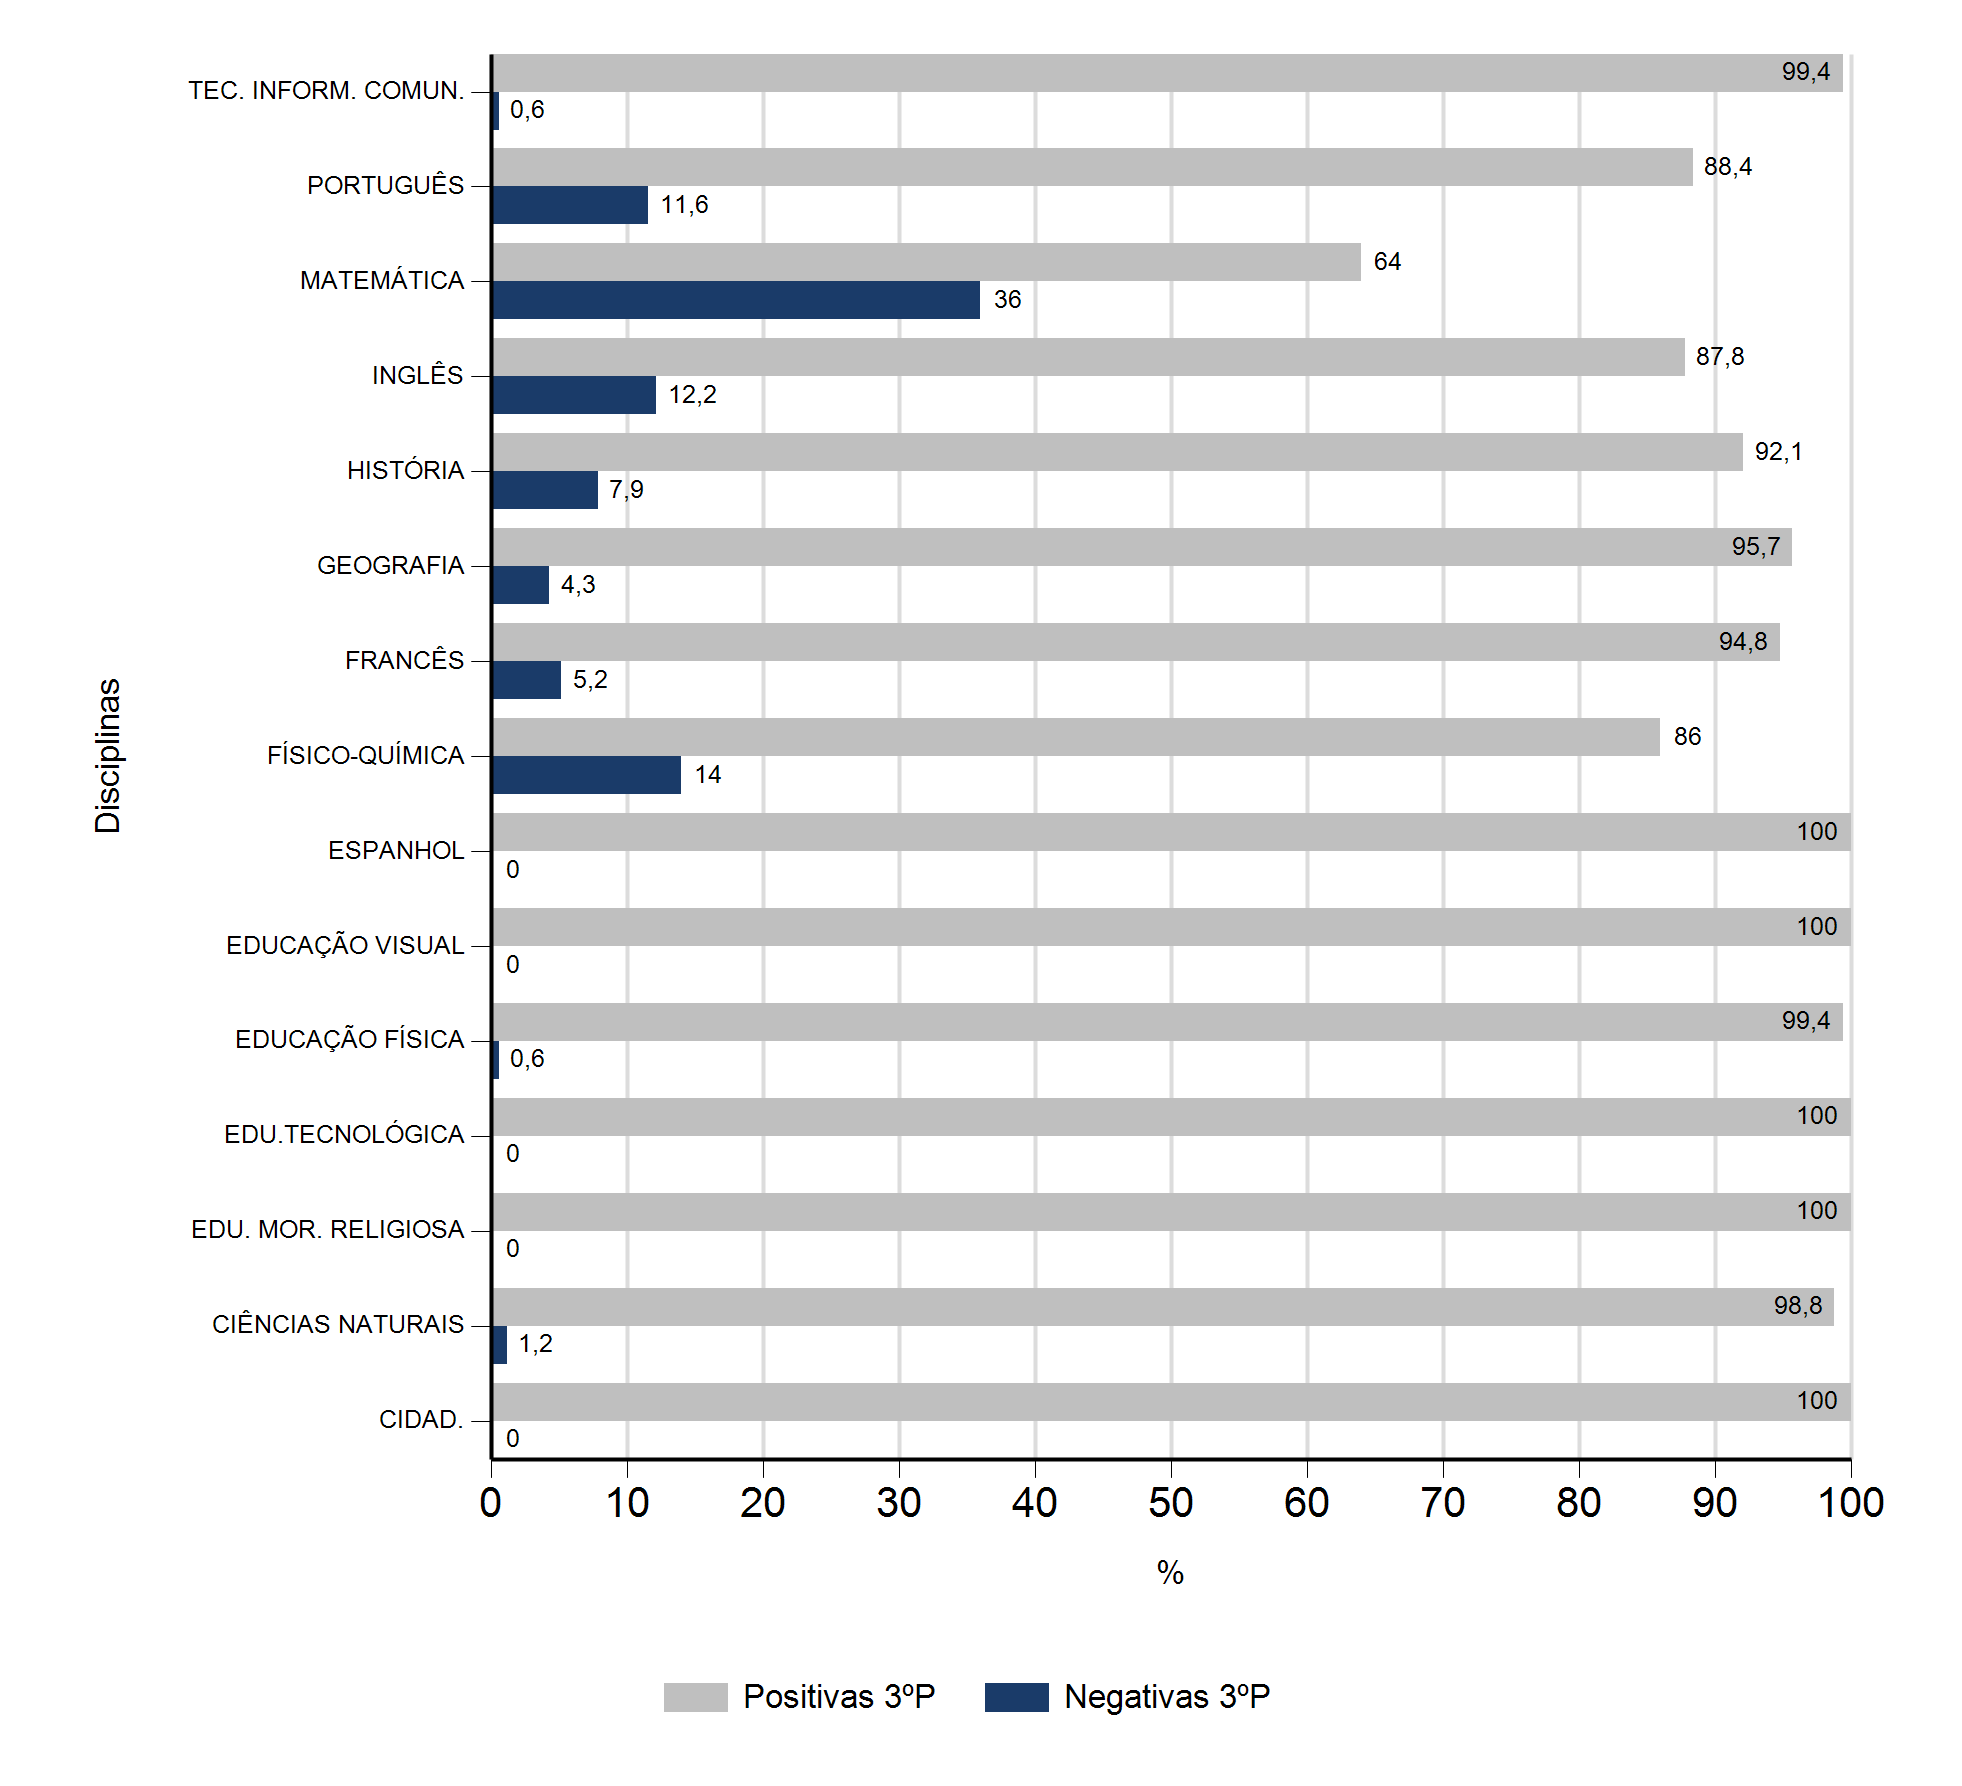 TEC. INFORM. COMUN.
99,4
0,6
PORTUGUÊS
88,4
11,6
MATEMÁTICA
64
36
INGLÊS
87,8
12,2
HISTÓRIA
92,1
7,9
GEOGRAFIA
95,7
4,3
FRANCÊS
94,8
5,2
FÍSICO-QUÍMICA
86
14
ESPANHOL
100
0
EDUCAÇÃO VISUAL
100
0
EDUCAÇÃO FÍSICA
99,4
0,6
EDU.TECNOLÓGICA
100
0
EDU. MOR. RELIGIOSA
100
0
CIÊNCIAS NATURAIS
98,8
1,2
CIDAD.
100
0
Disciplinas
0 10 20 30 40 50 60 70 80 90 100
%
Positivas 3ºP Negativas 3ºP